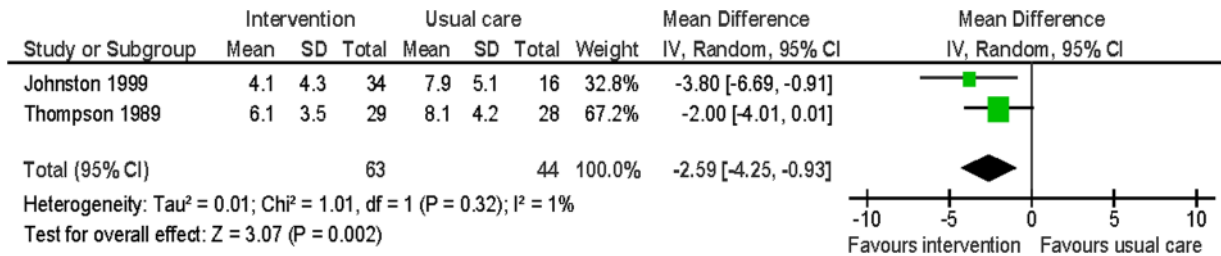 Intervention Usual care Mean Difference Mean Difference
Study or Subgroup Mean SD Total Mean SD Total Weight IV, Random, 95% CI IV, Random, 95% CI
Johnston 1999 4.1 4.3 34 7.9 5.1 16 32.8% -3.80 [-6.69, -0.91]
Thompson 1989 6.1 3.5 29 8.1 4.2 28 67.2% -2.00 [-4.01, 0.01]
Total (95% CI) 63 44 100.0% -2.59 [-4.25, -0.93]
Heterogeneity: Tau² = 0.01; Chi² = 1.01, df = 1 (P = 0.32); I² = 1%
Test for overall effect: Z = 3.07 (P = 0.002)
-10 -5 0 5 10
Favours intervention Favours usual care